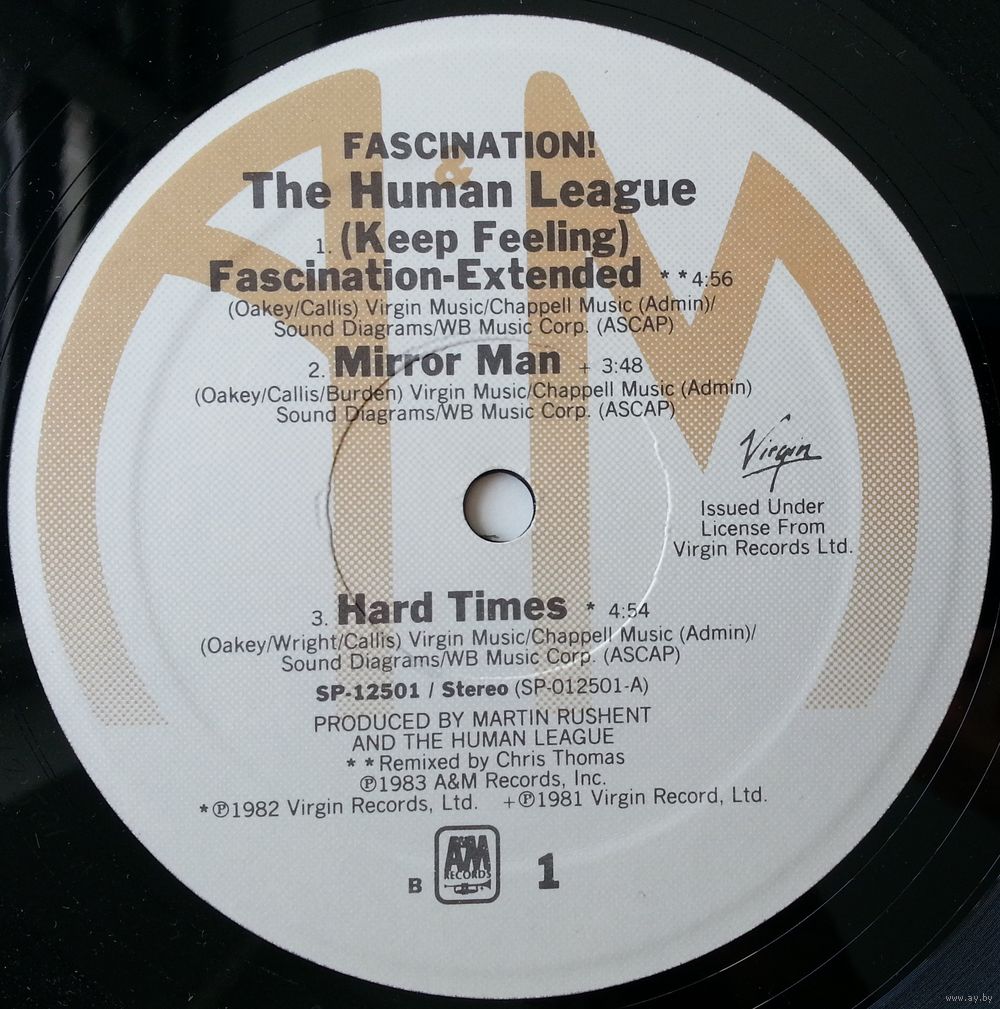 FASCINATION!
The Human League
1. (Keep Feeling)
Fascination-Extended * * 4:56
(Oakey/Callis) Virgin Music/Chappell Music (Admin)/
Sound Diagrams/WB Music Corp. (ASCAP)
2. Mirror Man + 3:48
(Oakey/Callis/Burden) Virgin Music/Chappell Music (Admin)
Sound Diagrams/WB Music Corp. (ASCAP)
Virgin
Issued Under
License From
Virgin Records Ltd.
3. Hard Times * 4:54
(Oakey/Wright/Callis) Virgin Music/Chappell Music (Admin)/
Sound Diagrams/WB Music Corp. (ASCAP)
SP-12501 / Stereo (SP-012501-A)
PRODUCED BY MARTIN RUSHENT
AND THE HUMAN LEAGUE
* * Remixed by Chris Thomas
℗1983 A&M Records, Inc.
*℗1982 Virgin Records, Ltd. +℗1981 Virgin Record, Ltd.
A&M
RECORDS
B 1
www.ay.by